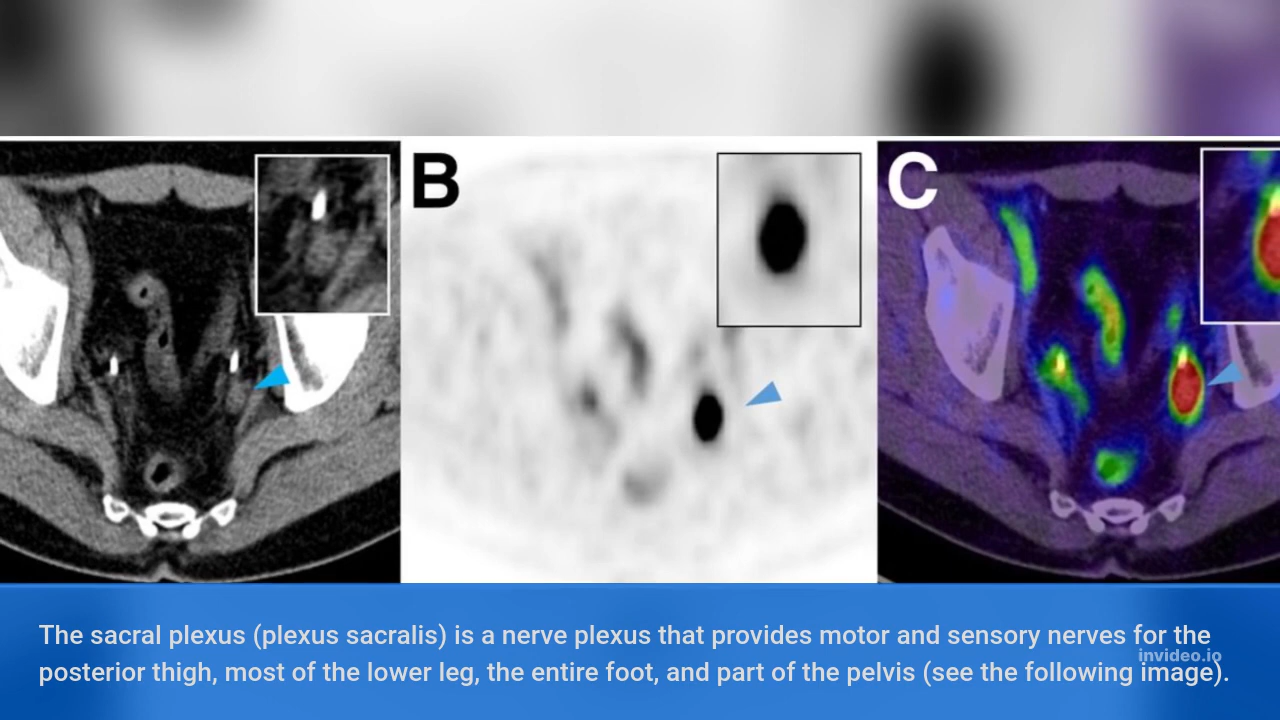 B
C
The sacral plexus (plexus sacralis) is a nerve plexus that provides motor and sensory nerves for the
posterior thigh, most of the lower leg, the entire foot, and part of the pelvis (see the following image).
invideo.io